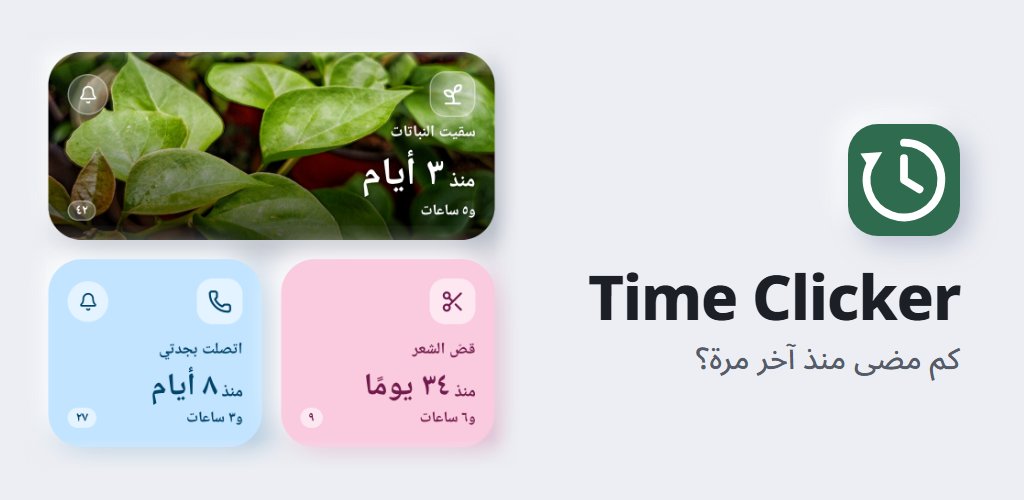 Time Clicker
كم مضى منذ آخر مرة؟
سقيت النباتات
منذ ٣ أيام
و٥ ساعات
٤٢
قص الشعر
منذ ٣٤ يومًا
و٦ ساعات
٩
اتصلت بجدتي
منذ ٨ أيام
و٣ ساعات
٢٧